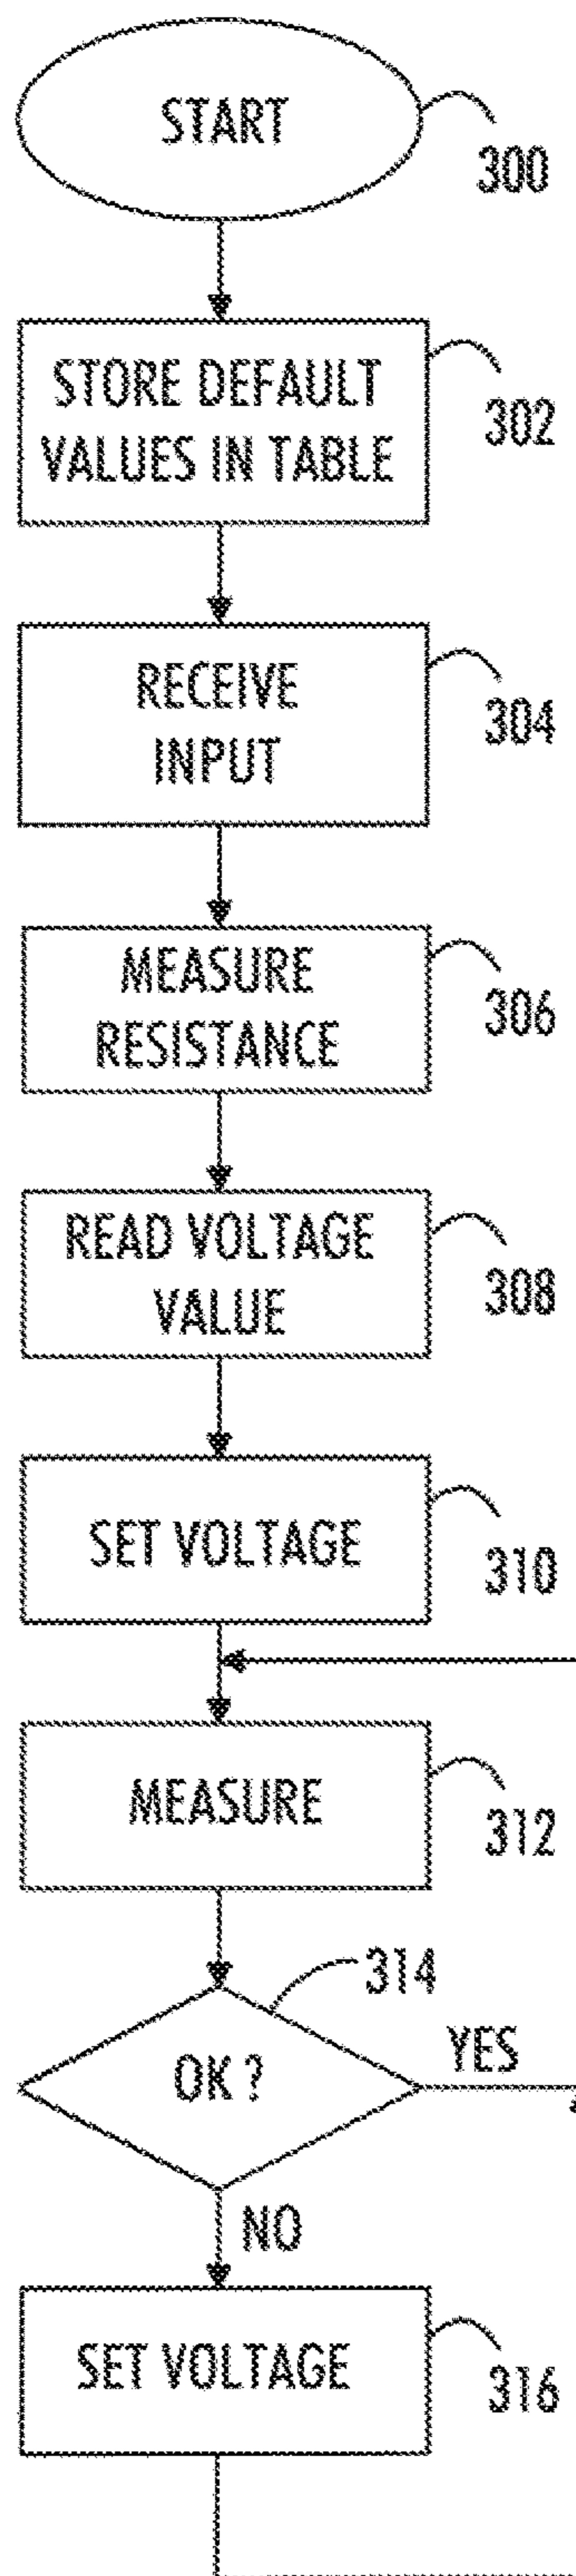 START
300
STORE DEFAULT
VALUES IN TABLE
302
RECEIVE
INPUT
304
MEASURE
RESISTANCE
306
READ VOLTAGE
VALUE
308
SET VOLTAGE
310
MEASURE
312
314
OK ?
YES
NO
SET VOLTAGE
316